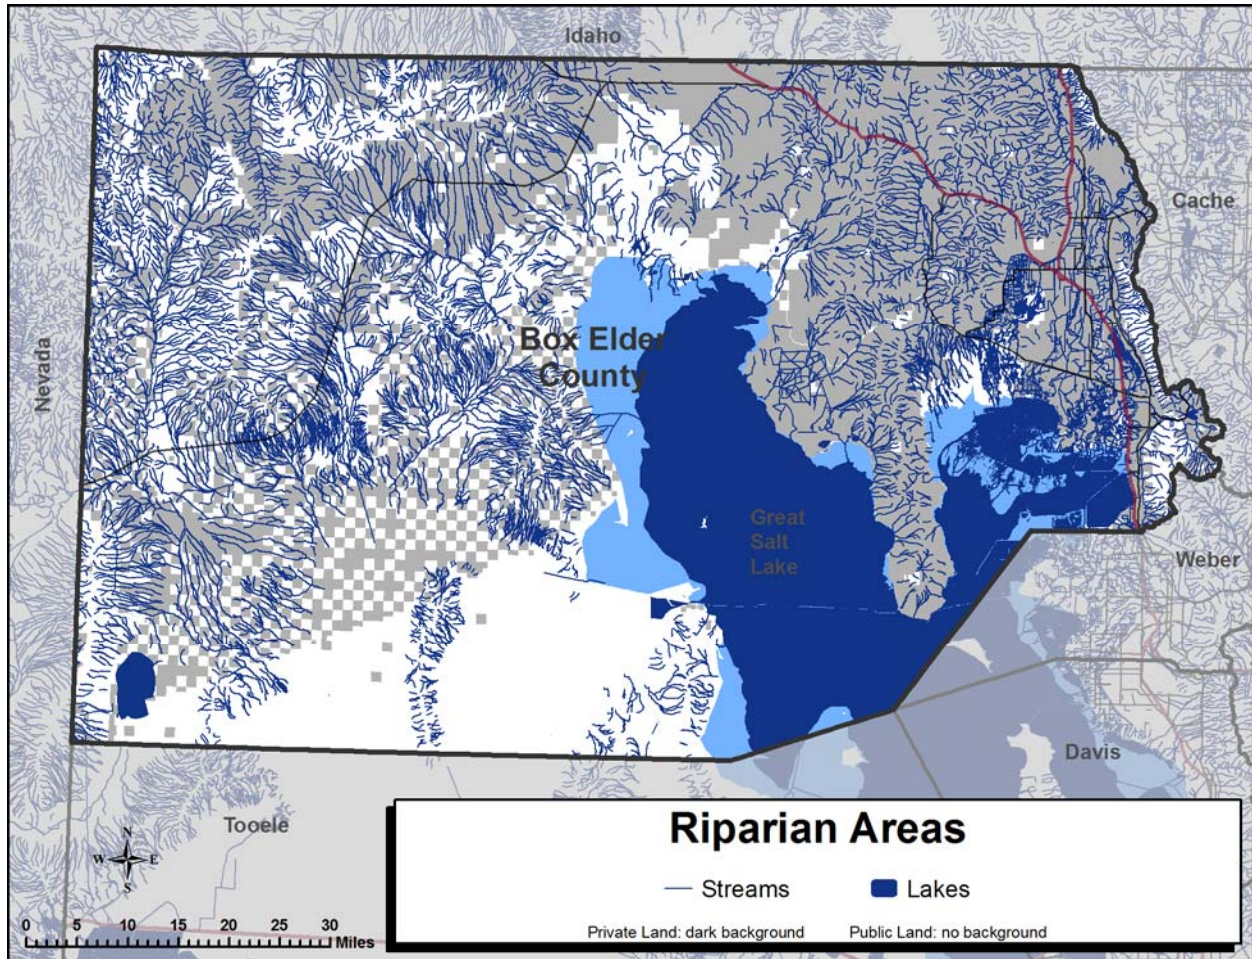 Idaho
Cache
Nevada
Box Elder
County
Great
Salt
Lake
Weber
Davis
Tooele
N
W E
S
0 5 10 15 20 25 30
Miles
Riparian Areas
Streams Lakes
Private Land: dark background Public Land: no background